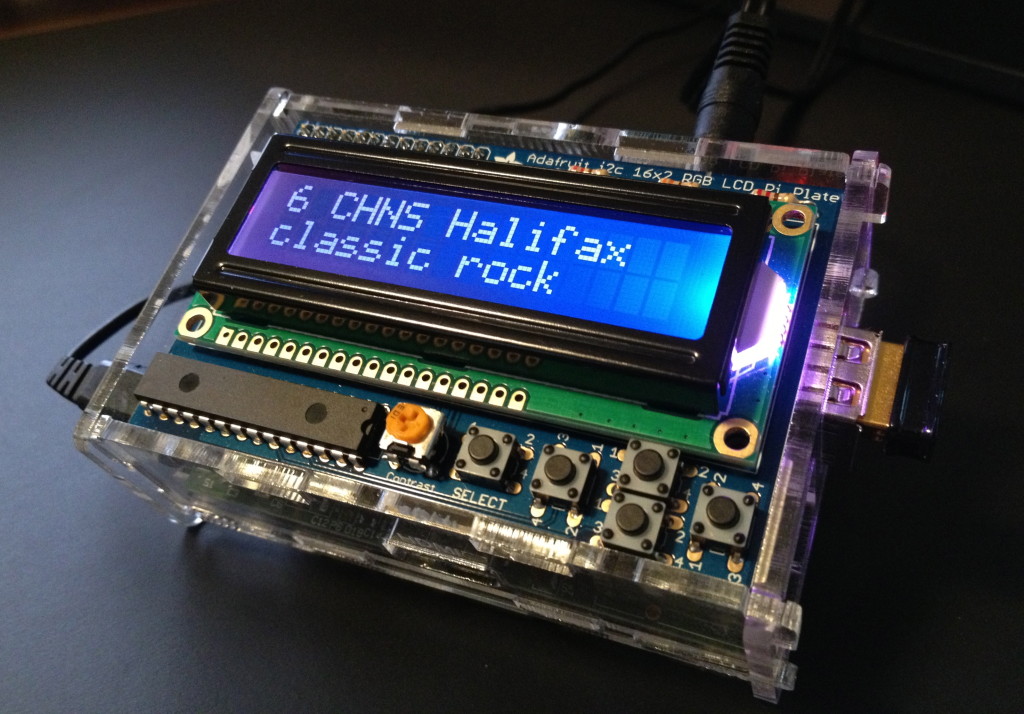 Adafruit i2c 16x2 RGB LCD Pi Plate
6 CHNS Halifax
classic rock
Contrast
SELECT